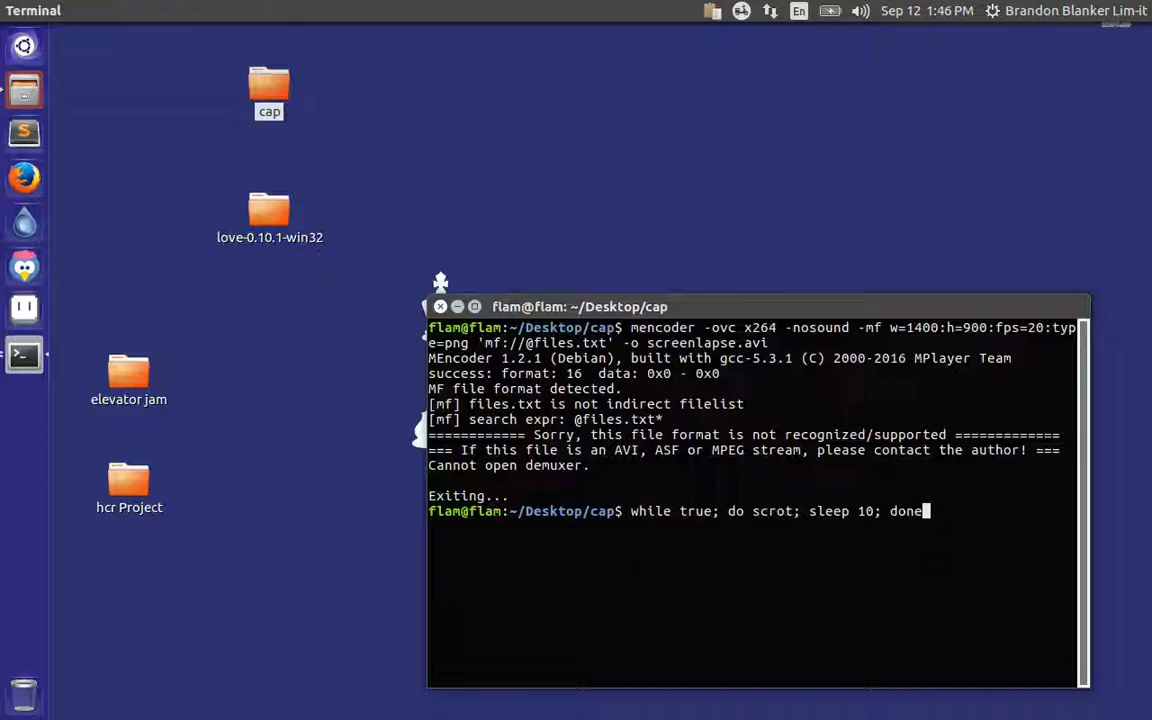 Terminal
En
Sep 12 1:46 PM
Brandon Blanker Lim-it
cap
love-0.10.1-win32
elevator jam
hcr Project
flam@flam: ~/Desktop/cap
flam@flam:~/Desktop/cap$ mencoder -ovc x264 -nosound -mf w=1400:h=900:fps=20:typ
e=png 'mf://@files.txt' -o screenlapse.avi
MEncoder 1.2.1 (Debian), built with gcc-5.3.1 (C) 2000-2016 MPlayer Team
success: format: 16  data: 0x0 - 0x0
MF file format detected.
[mf] files.txt is not indirect filelist
[mf] search expr: @files.txt*
============ Sorry, this file format is not recognized/supported =============
=== If this file is an AVI, ASF or MPEG stream, please contact the author! ===
Cannot open demuxer.
Exiting...
flam@flam:~/Desktop/cap$ while true; do scrot; sleep 10; done